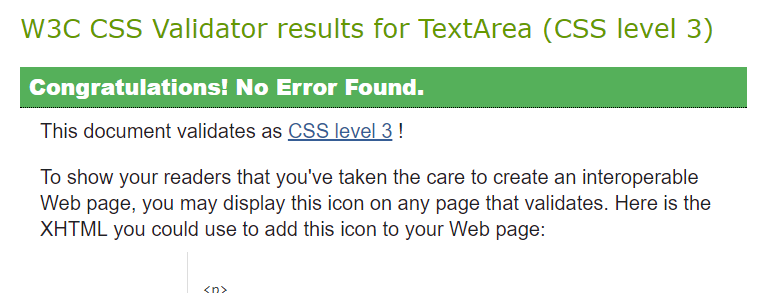 W3C CSS Validator results for TextArea (CSS level 3)
Congratulations! No Error Found.
This document validates as CSS level 3 !
To show your readers that you've taken the care to create an interoperable
Web page, you may display this icon on any page that validates. Here is the
XHTML you could use to add this icon to your Web page:
<p>